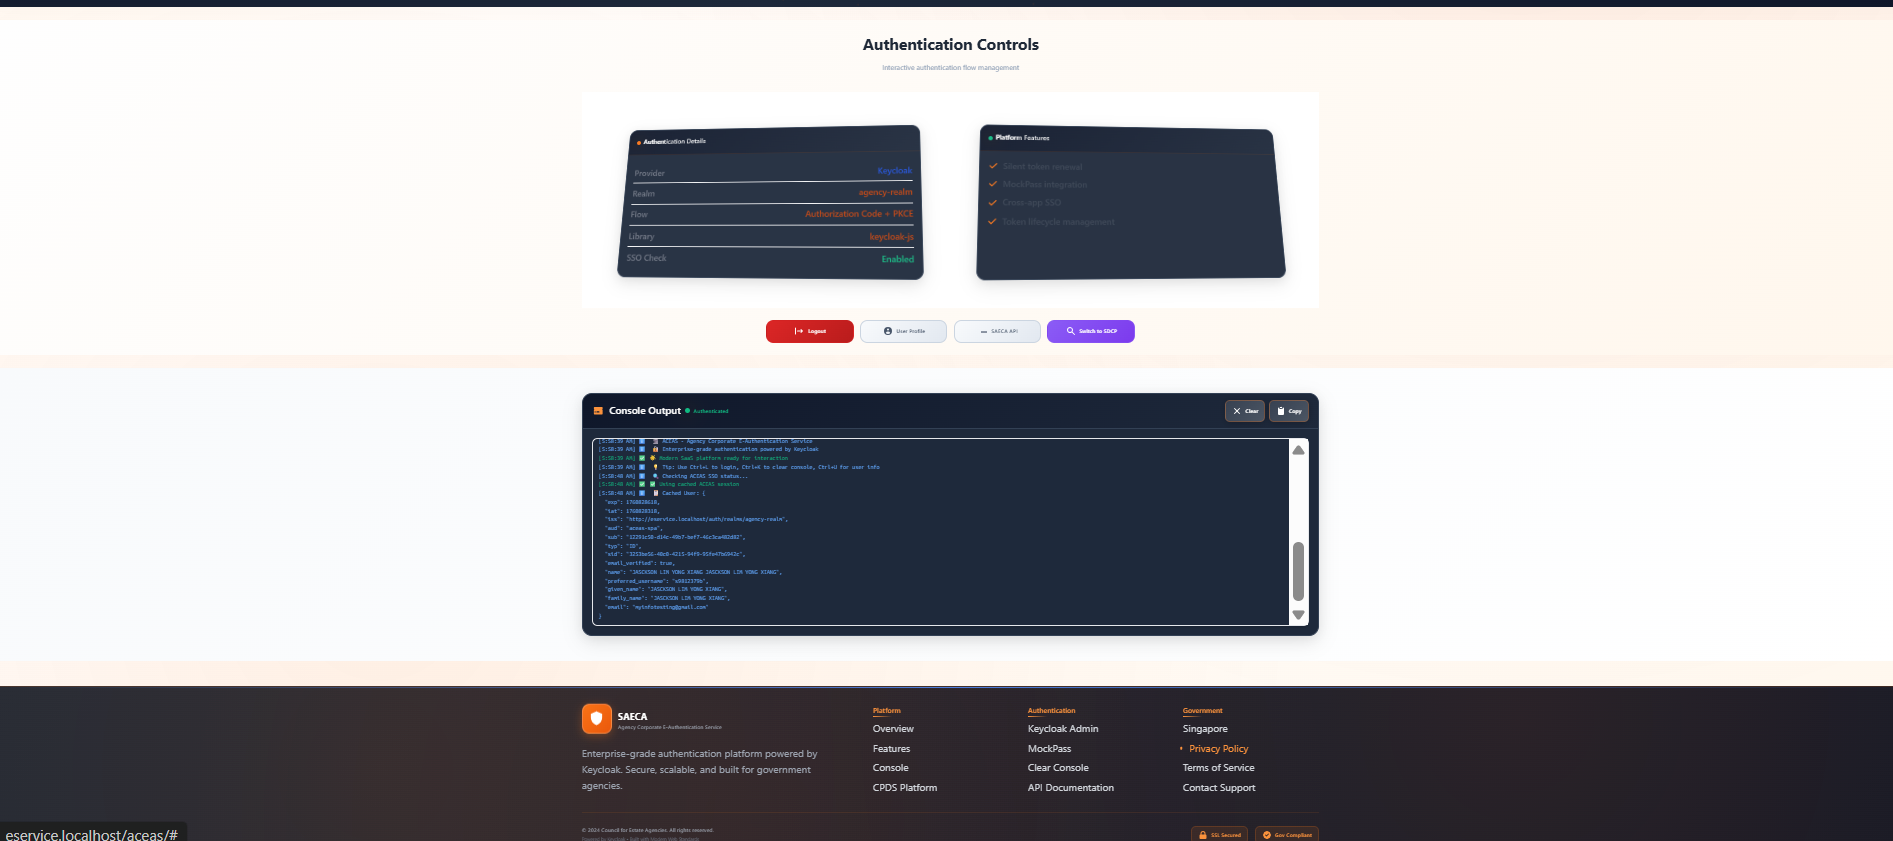 Authentication Controls
Interactive authentication flow management
Authentication Details
Provider Keycloak
Realm agency-realm
Flow Authorization Code + PKCE
Library keycloak-js
SSO Check Enabled
Platform Features
Silent token renewal
MockPass integration
Cross-app SSO
Token lifecycle management
Logout
User Profile
SAECA API
Switch to SDCP
Console Output
Authenticated
Clear
Copy
[5:58:39 AM] ACEAS - Agency Corporate E-Authentication Service
[5:58:39 AM] Enterprise-grade authentication powered by Keycloak
[5:58:39 AM] Modern SaaS platform ready for interaction
[5:58:39 AM] Tip: Use Ctrl+L to login, Ctrl+K to clear console, Ctrl+U for user info
[5:58:40 AM] Checking ACEAS SSO status...
[5:58:40 AM] Using cached ACEAS session
[5:58:40 AM] Cached User: {
"exp":
"iat":
"iss": "http://eservice.localhost/auth/realms/agency-realm",
"aud": "aceas-spa",
"sub":
"typ": "ID",
"sid":
"email_verified": true,
"name": "JASCKSON LIM YONG XIANG JASCKSON LIM YONG XIANG",
"preferred_username": "s9812379b",
"given_name": "JASCKSON LIM YONG XIANG",
"family_name": "JASCKSON LIM YONG XIANG",
"email": "myinfotesting@gmail.com"
}
SAECA
Agency Corporate E-Authentication Service
Enterprise-grade authentication platform powered by
Keycloak. Secure, scalable, and built for government
agencies.
Platform
Overview
Features
Console
CPDS Platform
Authentication
Keycloak Admin
MockPass
Clear Console
API Documentation
Government
Singapore
Privacy Policy
Terms of Service
Contact Support
© 2024 Council for Estate Agencies. All rights reserved.
SSL Secured
Gov Compliant
eservice.localhost/aceas/#